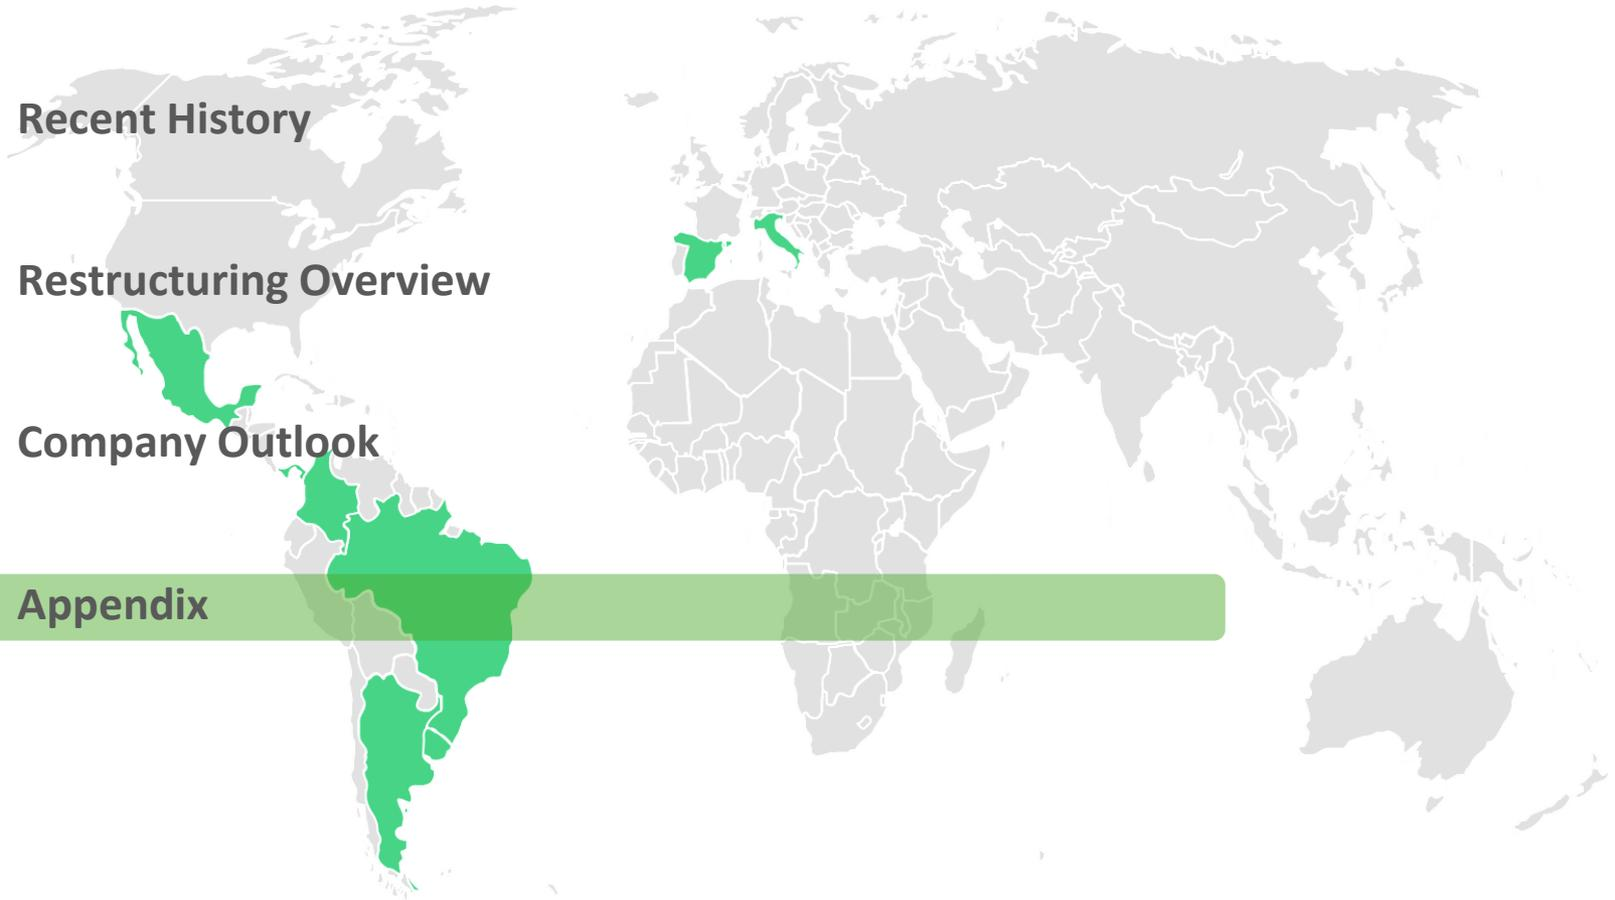 Recent History
Restructuring Overview
Company Outlook
Appendix